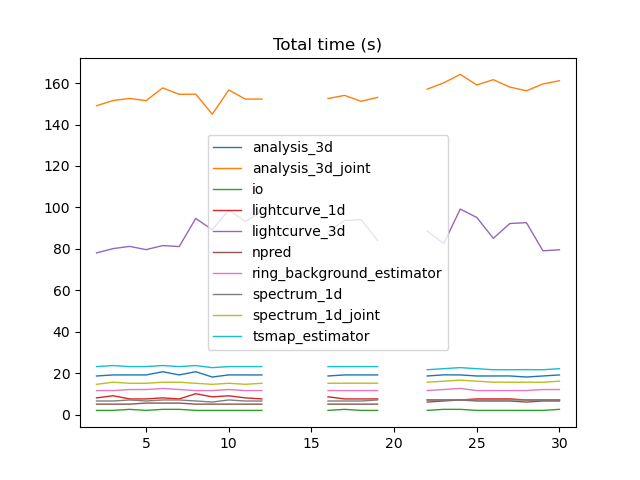 Total time (s)
160
140
120
100
80
60
40
20
0
analysis_3d
analysis_3d_joint
io
lightcurve_1d
lightcurve_3d
npred
ring_background_estimator
spectrum_1d
spectrum_1d_joint
tsmap_estimator
5 10 15 20 25 30